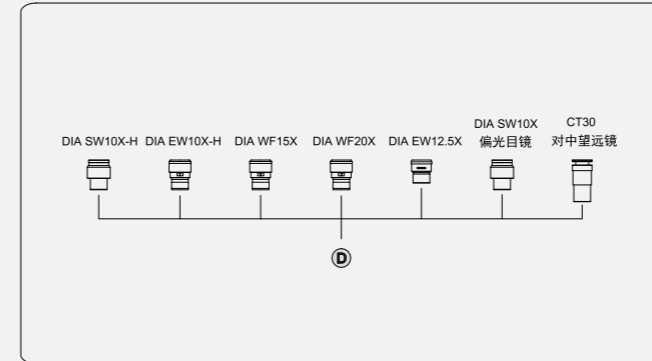 DIA SW10X CT30
DIA SW10X-H DIA EW10X-H DIA WF15X DIA WF20X DIA EW12.5X 偏光目镜 对中望远镜
D